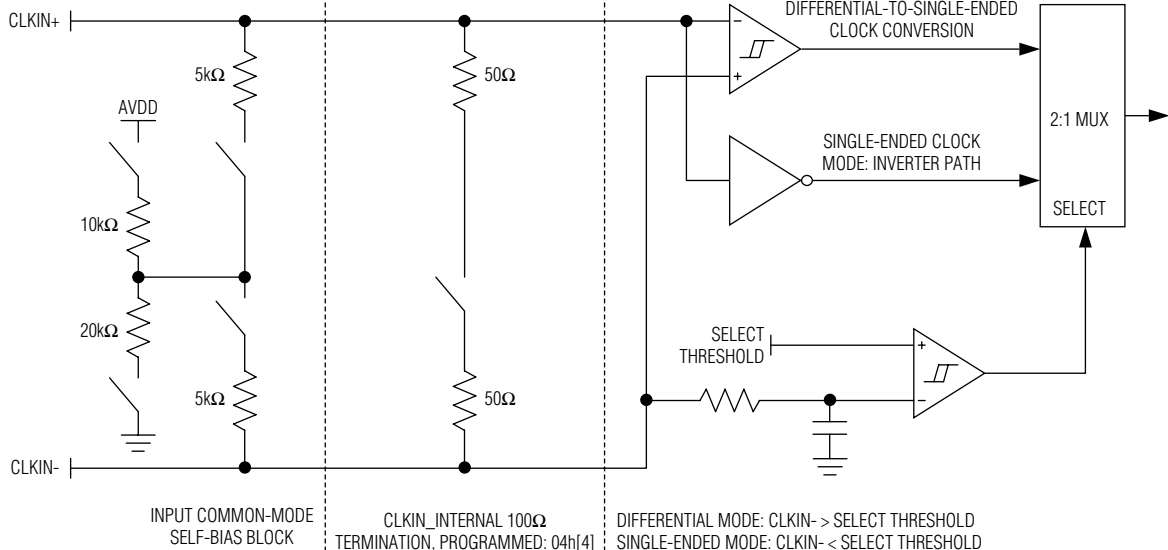 CLKIN+
5kΩ
AVDD
10kΩ
20kΩ
5kΩ
CLKIN-
50Ω
50Ω
DIFFERENTIAL-TO-SINGLE-ENDED
CLOCK CONVERSION
−
+
SINGLE-ENDED CLOCK
MODE: INVERTER PATH
2:1 MUX
SELECT
SELECT
THRESHOLD
+
−
INPUT COMMON-MODE
SELF-BIAS BLOCK
CLKIN_INTERNAL 100Ω
TERMINATION, PROGRAMMED: 04h[4]
DIFFERENTIAL MODE: CLKIN- > SELECT THRESHOLD
SINGLE-ENDED MODE: CLKIN- < SELECT THRESHOLD